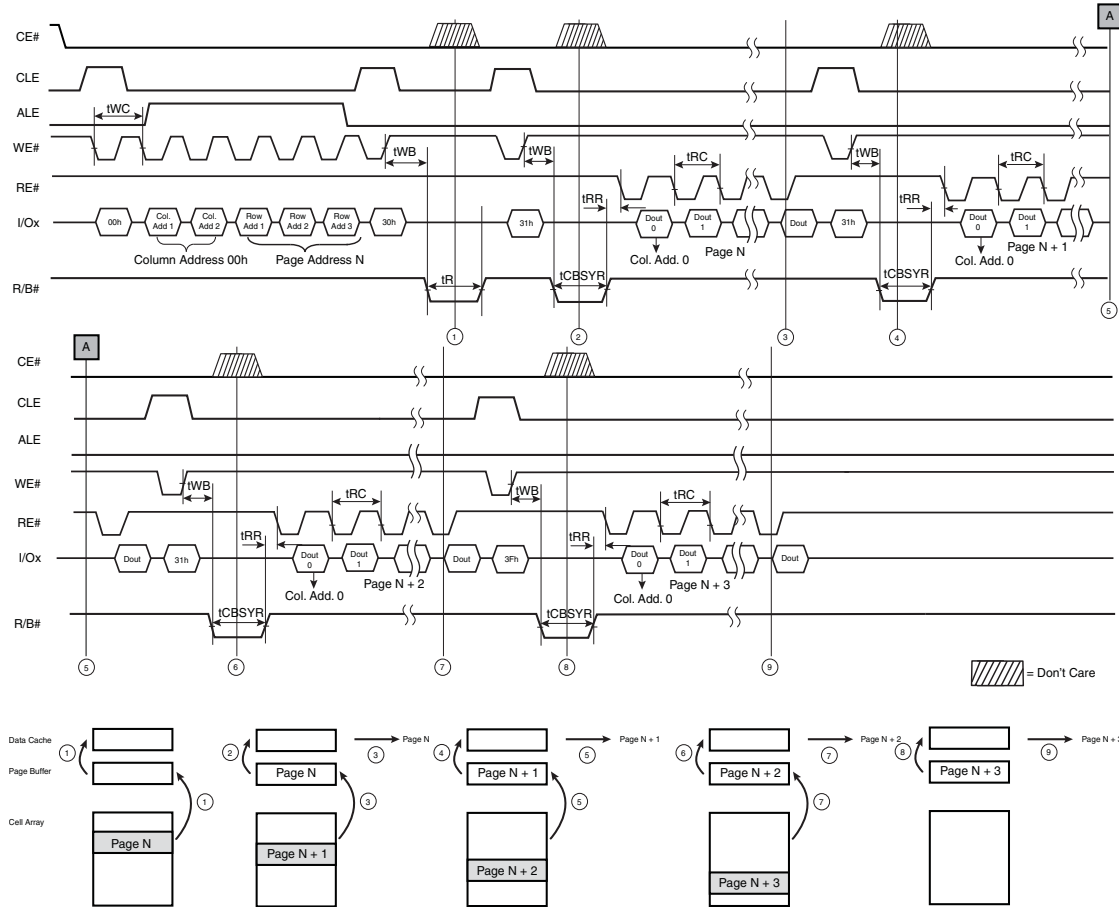 A
CE#
CLE
ALE
tWC
WE#
tWB
tWB
tWB
RE#
tRC
tRC
tRR
tRR
I/Ox
00h
Col. Add 1
Col. Add 2
Row Add 1
Row Add 2
Row Add 3
30h
31h
Dout 0
Dout 1
Dout
31h
Dout 0
Dout 1
Page N
Page N + 1
Column Address 00h
Page Address N
Col. Add. 0
Col. Add. 0
R/B#
tR
tCBSYR
tCBSYR
1
2
3
4
5
A
CE#
CLE
ALE
WE#
tWB
tWB
RE#
tRC
tRC
tRR
tRR
I/Ox
Dout
31h
Dout 0
Dout 1
Dout
3Fh
Dout 0
Dout 1
Dout
Page N + 2
Page N + 3
Col. Add. 0
Col. Add. 0
R/B#
tCBSYR
tCBSYR
5
6
7
8
9
= Don't Care
Data Cache
1
2
3
Page N
4
5
Page N + 1
6
7
Page N + 2
8
9
Page Buffer
Page N
Page N + 1
Page N + 2
Page N + 3
1
3
5
7
Cell Array
Page N
Page N + 1
Page N + 2
Page N + 3